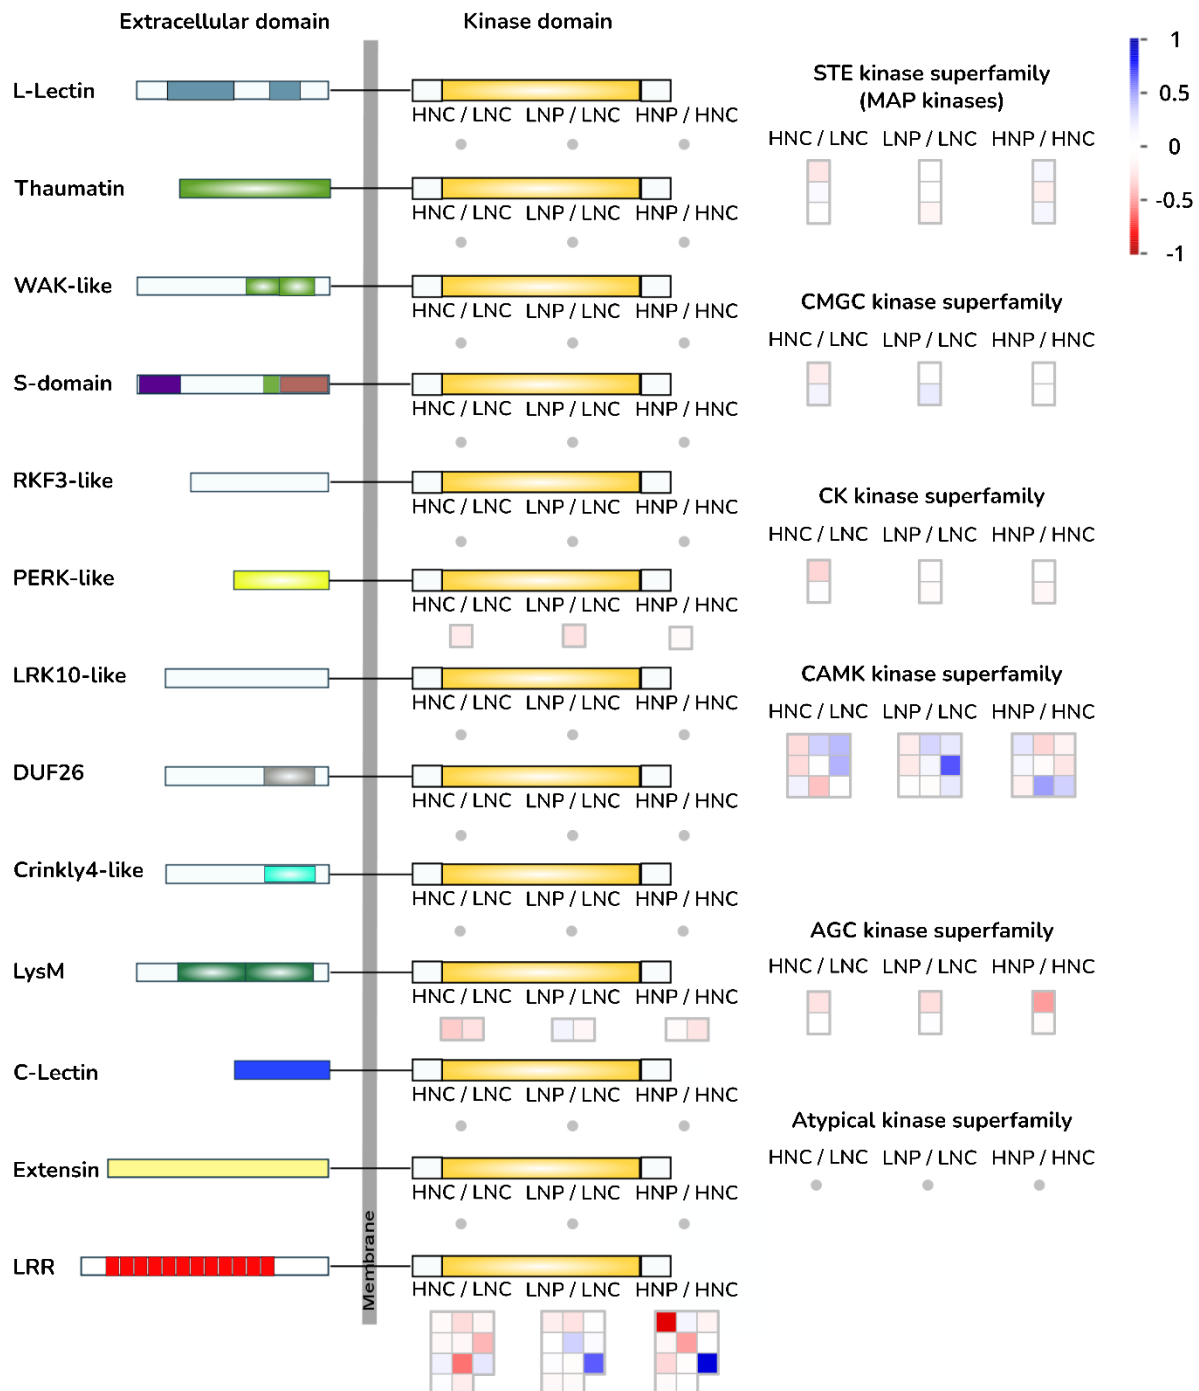 Extracellular domain
Kinase domain
L-Lectin
HNC / LNC LNP / LNC HNP / HNC
Thaumatin
HNC / LNC LNP / LNC HNP / HNC
WAK-like
HNC / LNC LNP / LNC HNP / HNC
S-domain
HNC / LNC LNP / LNC HNP / HNC
RKF3-like
HNC / LNC LNP / LNC HNP / HNC
PERK-like
HNC / LNC LNP / LNC HNP / HNC
LRK10-like
HNC / LNC LNP / LNC HNP / HNC
DUF26
HNC / LNC LNP / LNC HNP / HNC
Crinkly4-like
HNC / LNC LNP / LNC HNP / HNC
LysM
HNC / LNC LNP / LNC HNP / HNC
C-Lectin
HNC / LNC LNP / LNC HNP / HNC
Extensin
HNC / LNC LNP / LNC HNP / HNC
LRR
HNC / LNC LNP / LNC HNP / HNC
Membrane
STE kinase superfamily
(MAP kinases)
HNC / LNC LNP / LNC HNP / HNC
CMGC kinase superfamily
HNC / LNC LNP / LNC HNP / HNC
CK kinase superfamily
HNC / LNC LNP / LNC HNP / HNC
CAMK kinase superfamily
HNC / LNC LNP / LNC HNP / HNC
AGC kinase superfamily
HNC / LNC LNP / LNC HNP / HNC
Atypical kinase superfamily
HNC / LNC LNP / LNC HNP / HNC
1
0.5
0
-0.5
-1